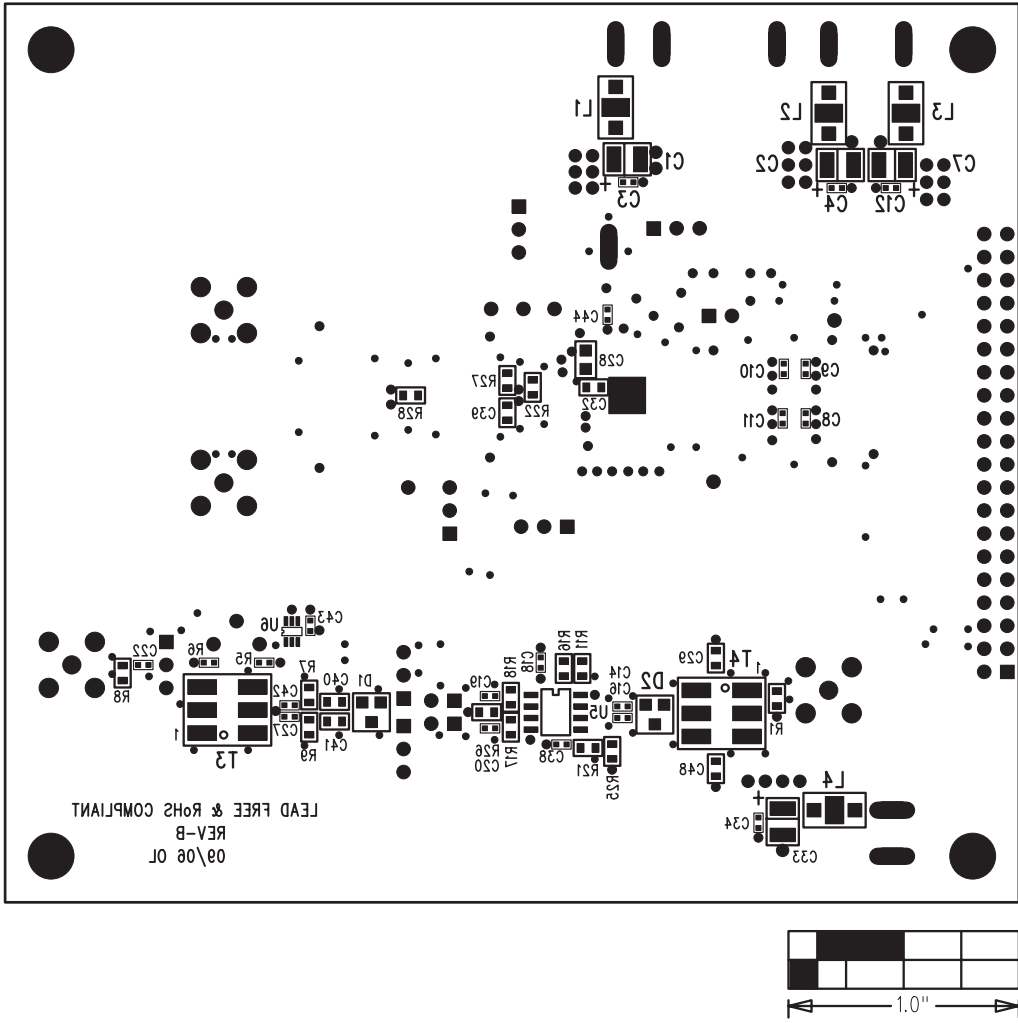 L1
L2
L3
C1
C2
C7
C3
C4
C12
+
+
+
C44
C28
C10
C9
R27
C32
R28
C39
R22
C11
C8
C43
U6
C22
R6
R5
R16
R11
C29
T4
1
R8
R7
C40
D1
C19
R18
C18
C14
C16
D2
C42
C27
U5
R1
1
T3
R9
C41
R26
C20
R17
C38
R21
R25
C48
L4
+
C34
C33
LEAD FREE & RoHS COMPLIANT
REV-B
09/06 OL
1.0"